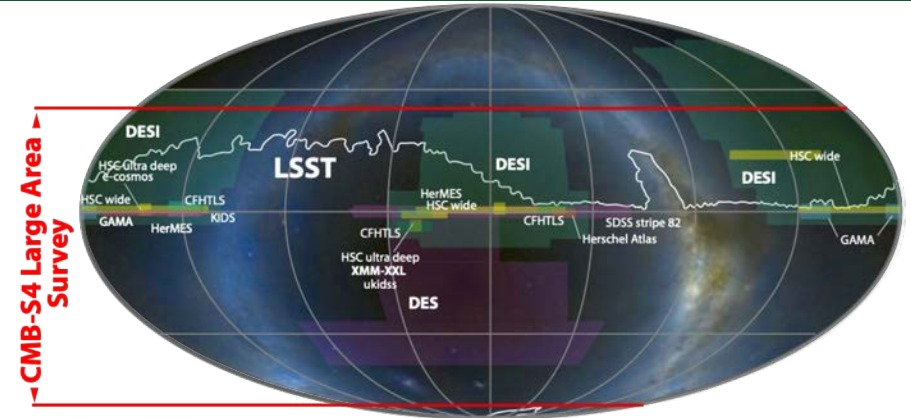 CMB-S4 Large Area
Survey
DESI
HSC ultra deep
e-cosmos
HSC wide
GAMA
HerMES
CFHTLS
KIDS
LSST
HerMES
HSC wide
CFHTLS
HSC ultra deep
XMM-XXL
ukidss
DES
DESI
CFHTLS
SDSS stripe 82
Herschel Atlas
DESI
HSC wide
GAMA